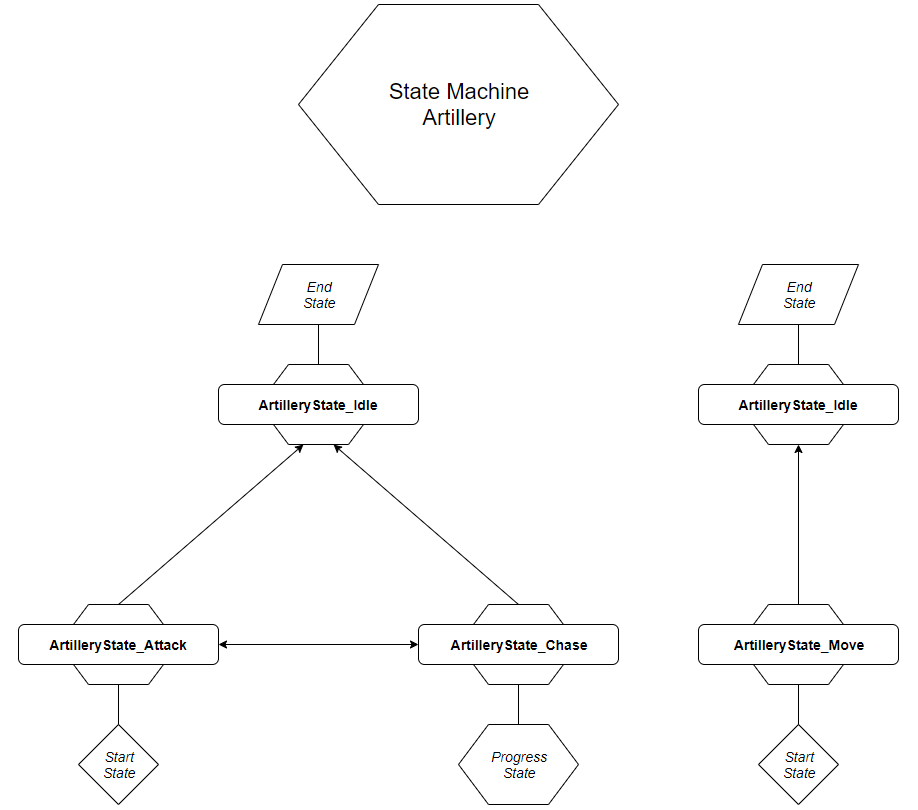 State Machine
Artillery
End
State
End
State
ArtilleryState_Idle
ArtilleryState_Idle
ArtilleryState_Attack
ArtilleryState_Chase
ArtilleryState_Move
Start
State
Progress
State
Start
State